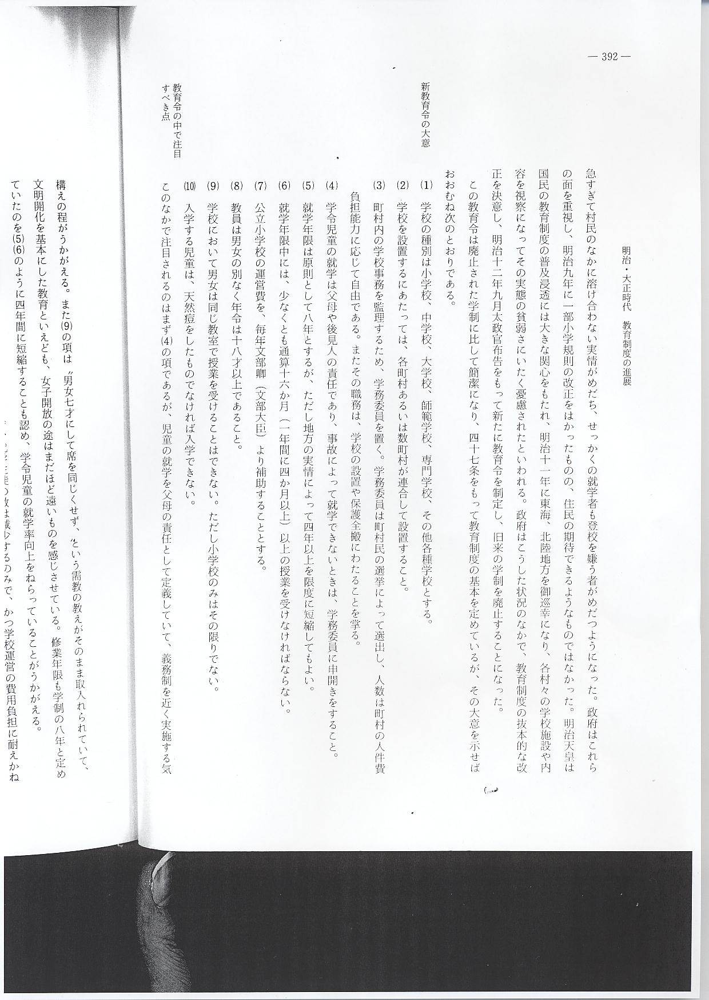 — 392 —
明治・大正時代　教育制度の進展
急すぎて村民のなかに溶け合わない実情がめだち、せっかくの就学者も登校を嫌う者がめだつようになった。政府はこれら
の面を重視し、明治九年に一部小学規則の改正をはかったものの、住民の期待できるようなものではなかった。明治天皇は
国民の教育制度の普及浸透には大きな関心をもたれ、明治十一年に東海、北陸地方を御巡幸になり、各村々の学校施設や内
容を視察になってその実態の貧弱さにいたく憂慮されたといわれる。政府はこうした状況のなかで、教育制度の抜本的な改
正を決意し、明治十二年九月太政官布告をもって新たに教育令を制定し、旧来の学制を廃止することになった。
新教育令の大意
この教育令は廃止された学制に比して簡潔になり、四十七条をもって教育制度の基本を定めているが、その大意を示せば
おおむね次のとおりである。
(1)　学校の種別は小学校、中学校、大学校、師範学校、専門学校、その他各種学校とする。
(2)　学校を設置するにあたっては、各町村あるいは数町村が連合して設置すること。
(3)　町村内の学校事務を監理するため、学務委員を置く。学務委員は町村民の選挙によって選出し、人数は町村の人件費
負担能力に応じて自由である。またその職務は、学校の設置や保護全搬にわたることを掌る。
(4)　学令児童の就学は父母や後見人の責任であり、事故によって就学できないときは、学務委員に申開きをすること。
(5)　就学年限は原則として八年とするが、ただし地方の実情によって四年以上を限度に短縮してもよい。
(6)　就学年限中には、少なくとも通算十六か月（一年間に四か月以上）以上の授業を受けなければならない。
(7)　公立小学校の運営費を、毎年文部卿（文部大臣）より補助することとする。
(8)　教員は男女の別なく年令は十八才以上であること。
(9)　学校において男女は同じ教室で授業を受けることはできない。ただし小学校のみはその限りでない。
(10)　入学する児童は、天然痘をしたものでなければ入学できない。
教育令の中で注目
すべき点
このなかで注目されるのはまず(4)の項であるが、児童の就学を父母の責任として定義していて、義務制を近く実施する気
構えの程がうかがえる。また(9)の項は〝男女七才にして席を同じくせず〟という需教の教えがそのまま取入れられていて、
文明開化を基本にした教育といえども、女子開放の途はまだほど遠いものを感じさせている。修業年限も学制の八年と定め
ていたのを(5)(6)のように四年間に短縮することも認め、学令児童の就学率向上をねらっていることがうかがえる。
は減少するのみで、かつ学校運営の費用負担に耐えかね